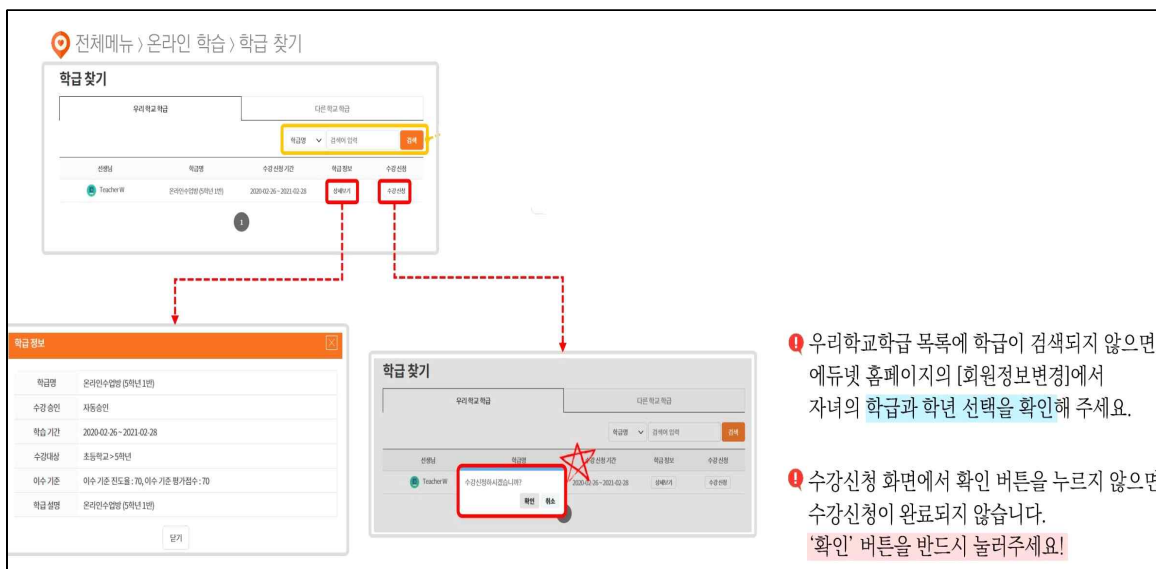 전체메뉴 > 온라인 학습 > 학급 찾기
학급 찾기
우리 학교 학급 다른 학교 학급
학급명 검색어 입력 검색
선생님 학급명 수강 신청 기간 학급 정보 수강 신청
Teacher W 온라인수업방 (5학년 1반) 2020-02-26 ~ 2021-02-28 상세보기 수강 신청
1
학급 정보
학급명 온라인수업방 (5학년 1반)
수강 승인 자동승인
학습 기간 2020-02-26 ~ 2021-02-28
수강대상 초등학교 > 5학년
이수 기준 이수 기준 진도율 : 70, 이수 기준 평가점수 : 70
학급 설명 온라인수업방 (5학년 1반)
닫기
학급 찾기
우리 학교 학급 다른 학교 학급
학급명 검색어 입력 검색
선생님 학급명 수강 신청 기간 학급 정보 수강 신청
Teacher W 2020-02-26 ~ 2021-02-28 상세보기 수강 신청
수강신청하시겠습니까?
확인 취소
우리학교학급 목록에 학급이 검색되지 않으면
에듀넷 홈페이지의 [회원정보변경]에서
자녀의 학급과 학년 선택을 확인해 주세요.
수강신청 화면에서 확인 버튼을 누르지 않으면
수강신청이 완료되지 않습니다.
‘확인’ 버튼을 반드시 눌러주세요!